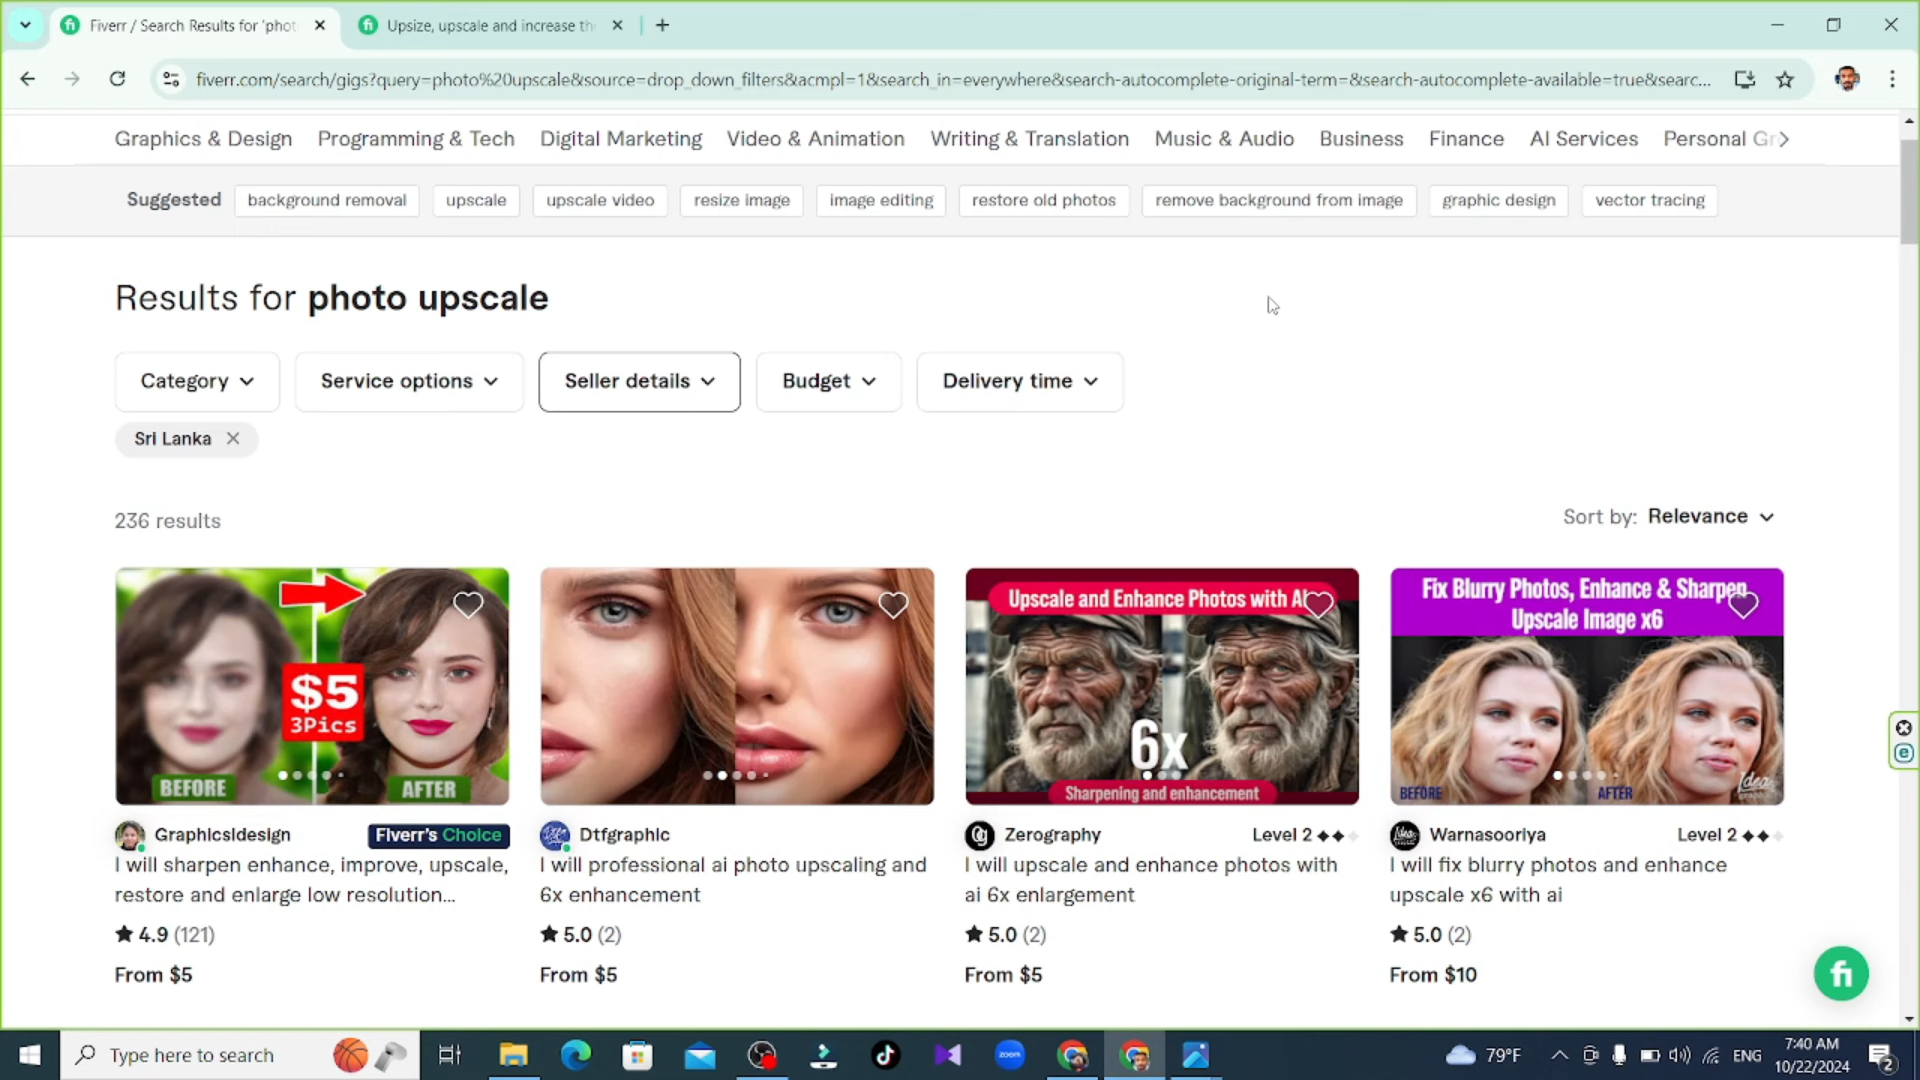 Fiverr / Search Results for 'phot
Upsize, upscale and increase th
fiverr.com/search/gigs?query=photo%20upscale&source=drop_down_filters&acmpl=1&search_in=everywhere&search-autocomplete-original-term=&search-autocomplete-available=true&searc...
Graphics & Design Programming & Tech Digital Marketing Video & Animation Writing & Translation Music & Audio Business Finance AI Services Personal Gr
Suggested background removal upscale upscale video resize image image editing restore old photos remove background from image graphic design vector tracing
Results for photo upscale
Category Service options Seller details Budget Delivery time
Sri Lanka
236 results
Sort by: Relevance
$5
3Pics
BEFORE AFTER
Graphicsldesign Fiverr's Choice
I will sharpen enhance, improve, upscale,
restore and enlarge low resolution...
4.9 (121)
From $5
Dtfgraphic
I will professional ai photo upscaling and
6x enhancement
5.0 (2)
From $5
Upscale and Enhance Photos with AI
6x
Sharpening and enhancement
Zerography Level 2
I will upscale and enhance photos with
ai 6x enlargement
5.0 (2)
From $5
Fix Blurry Photos, Enhance & Sharpen
Upscale Image x6
BEFORE AFTER
Idea
Warnasooriya Level 2
I will fix blurry photos and enhance
upscale x6 with ai
5.0 (2)
From $10
fi
Type here to search
zoom
79°F
ENG
7:40 AM
10/22/2024
2